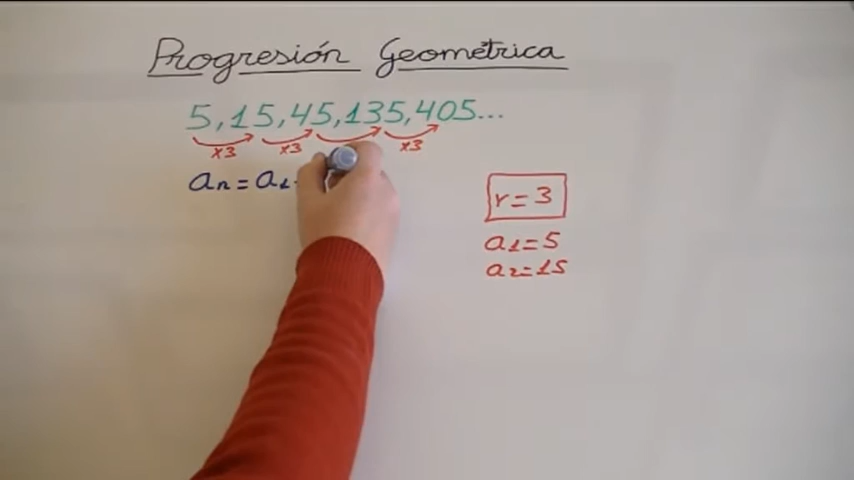 Progresión Geométrica
5, 15, 45, 135, 405...
x3 x3 x3
an = a1 ·
r = 3
a1 = 5
a2 = 15